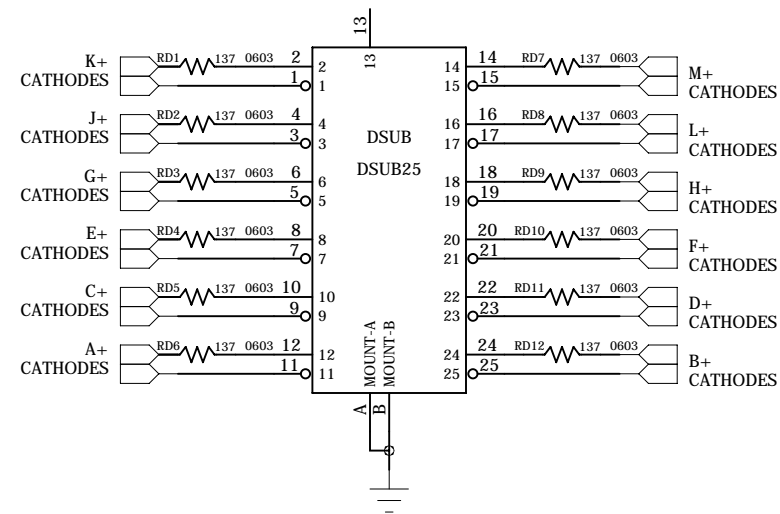 13
13
K+
CATHODES
RD1 137 0603 2 2
1 1
J+
CATHODES
RD2 137 0603 4 4
3 3
G+
CATHODES
RD3 137 0603 6 6
5 5
E+
CATHODES
RD4 137 0603 8 8
7 7
C+
CATHODES
RD5 137 0603 10 10
9 9
A+
CATHODES
RD6 137 0603 12 12
11 11
DSUB
DSUB25
MOUNT-A
MOUNT-B
A
B
14 14 RD7 137 0603
15 15
M+
CATHODES
16 16 RD8 137 0603
17 17
L+
CATHODES
18 18 RD9 137 0603
19 19
H+
CATHODES
20 20 RD10 137 0603
21 21
F+
CATHODES
22 22 RD11 137 0603
23 23
D+
CATHODES
24 24 RD12 137 0603
25 25
B+
CATHODES